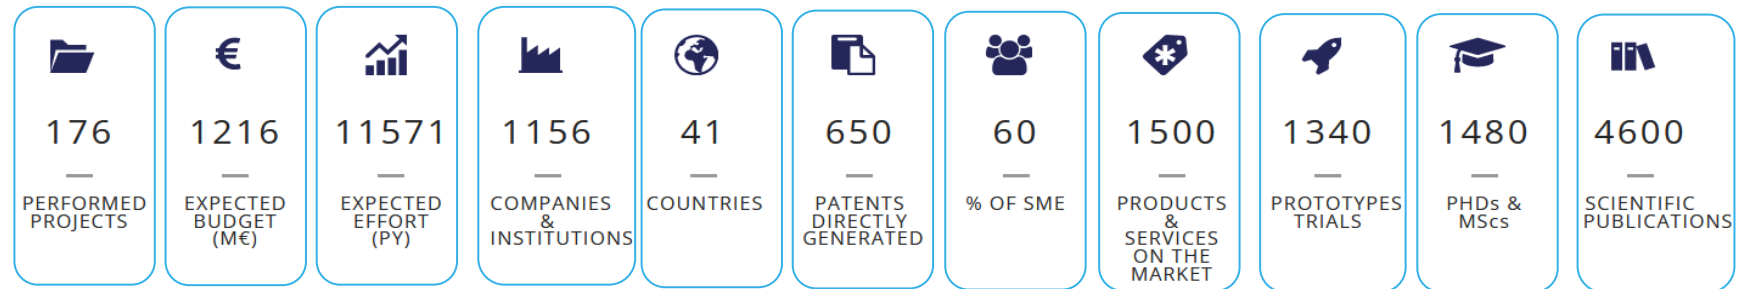 176
PERFORMED
PROJECTS
€
1216
EXPECTED
BUDGET
(M€)
11571
EXPECTED
EFFORT
(PY)
1156
COMPANIES
&
INSTITUTIONS
41
COUNTRIES
650
PATENTS
DIRECTLY
GENERATED
60
% OF SME
1500
PRODUCTS
&
SERVICES
ON THE
MARKET
1340
PROTOTYPES
TRIALS
1480
PHDs &
MScs
4600
SCIENTIFIC
PUBLICATIONS